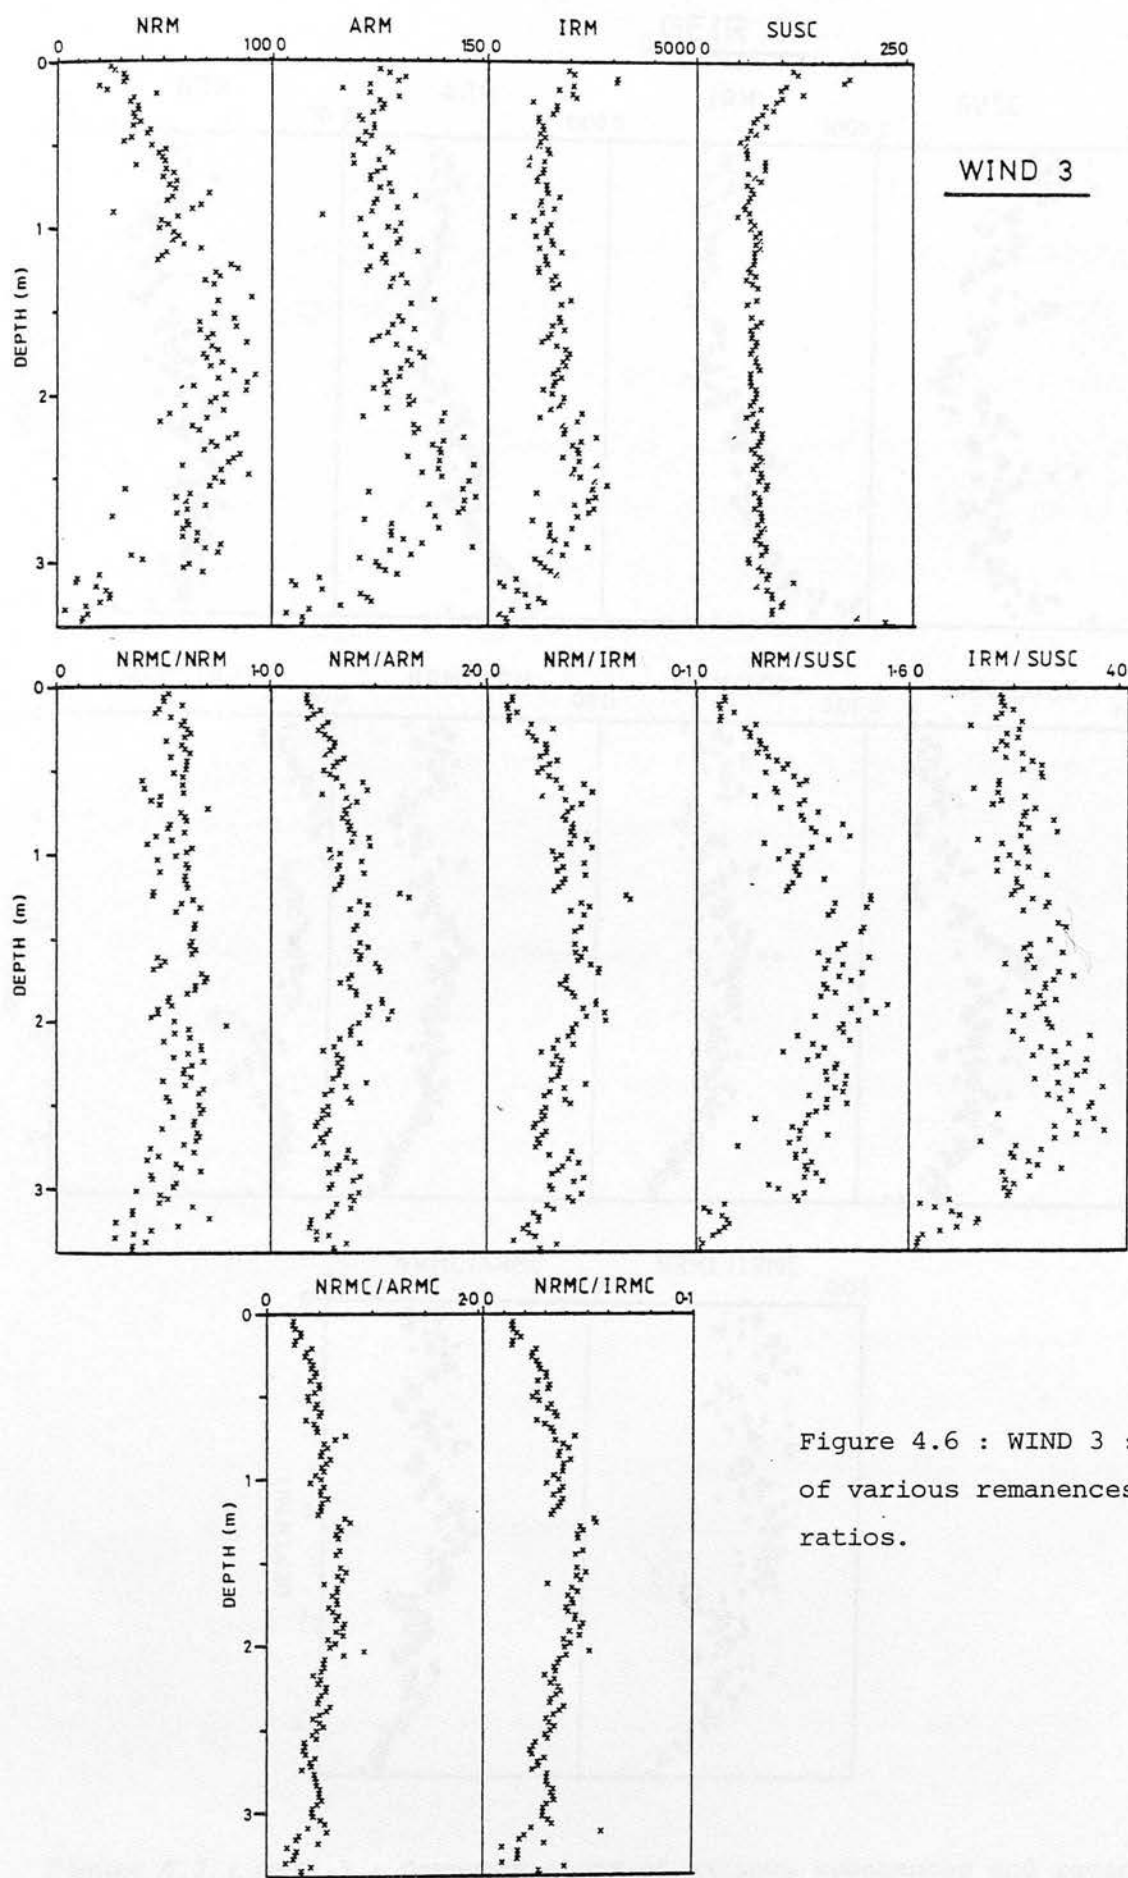 NRM ARM IRM SUSC
0 100 0 150 0 5000 0 250
WIND 3
0
1
2
3
DEPTH (m)
NRMC/NRM NRM/ARM NRM/IRM NRM/SUSC IRM/SUSC
0 1·0 0 2·0 0 0·1 0 1·6 0 40
0
1
2
3
DEPTH (m)
NRMC/ARMC NRMC/IRMC
0 2·0 0 0·1
0
1
2
3
DEPTH (m)
Figure 4.6 : WIND 3 :
of various remanences
ratios.